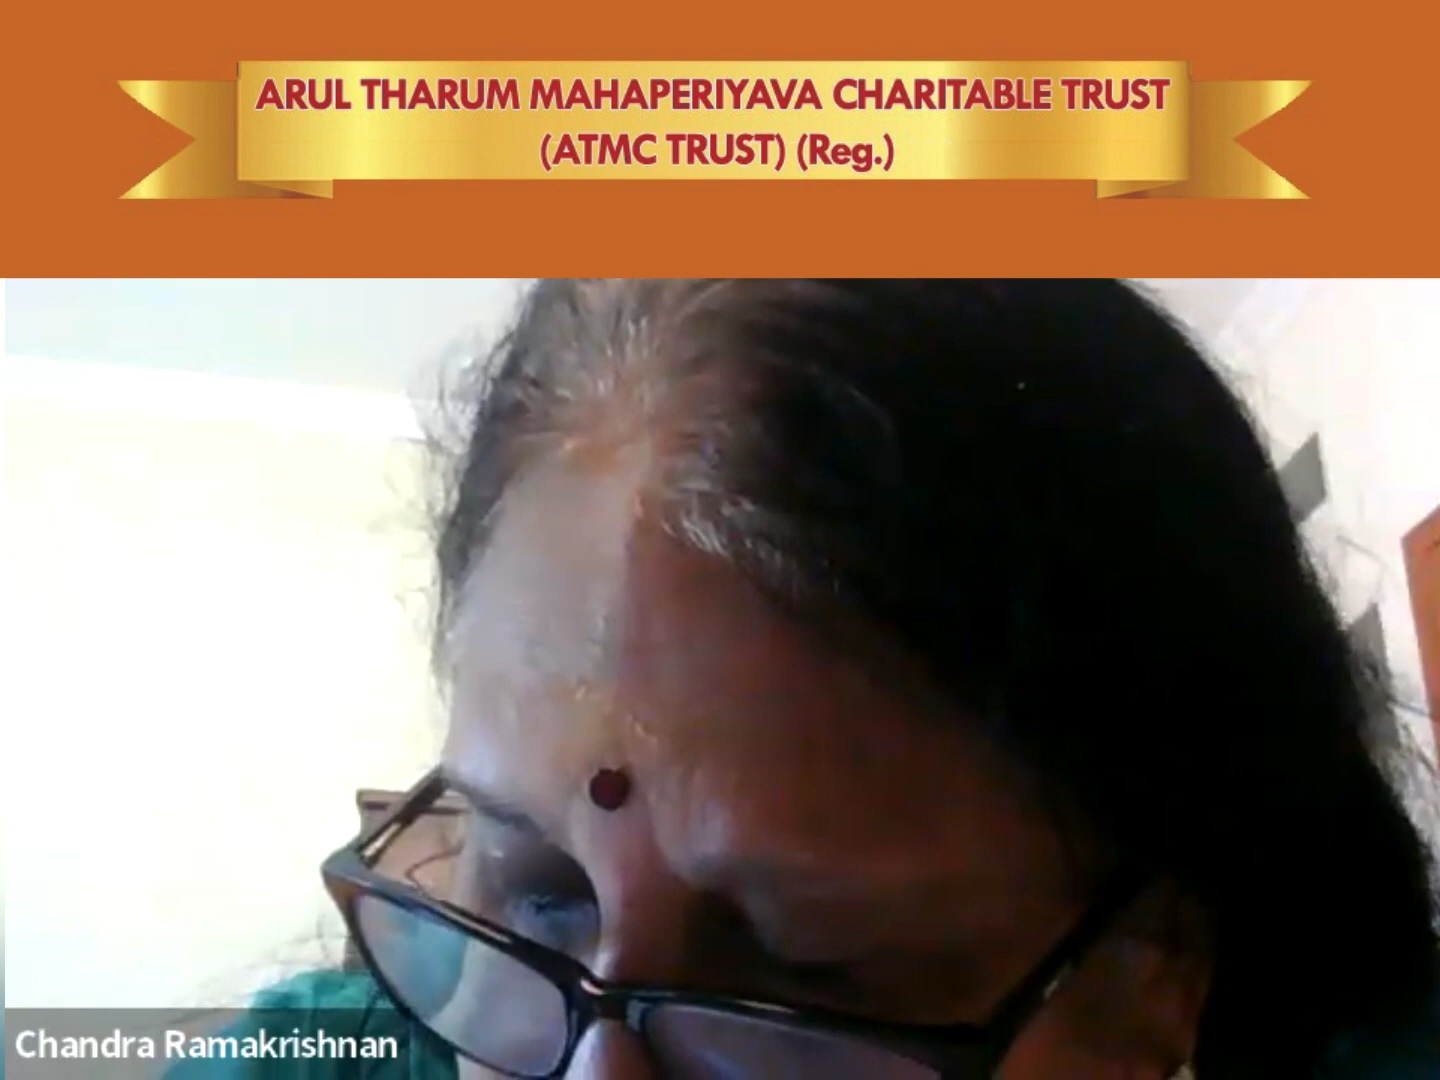 ARUL THARUM MAHAPERIYAVA CHARITABLE TRUST
(ATMC TRUST) (Reg.)
Chandra Ramakrishnan